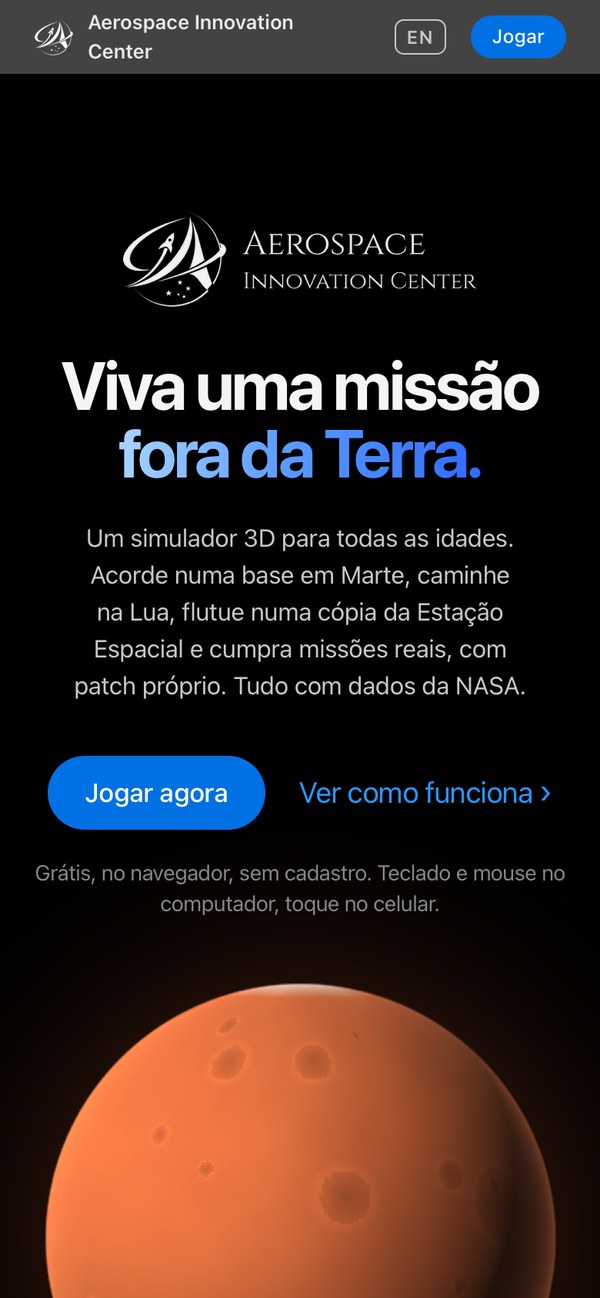 Aerospace Innovation
Center
EN
Jogar
AEROSPACE
INNOVATION CENTER
Viva uma missão
fora da Terra.
Um simulador 3D para todas as idades.
Acorde numa base em Marte, caminhe
na Lua, flutue numa cópia da Estação
Espacial e cumpra missões reais, com
patch próprio. Tudo com dados da NASA.
Jogar agora
Ver como funciona ›
Grátis, no navegador, sem cadastro. Teclado e mouse no
computador, toque no celular.